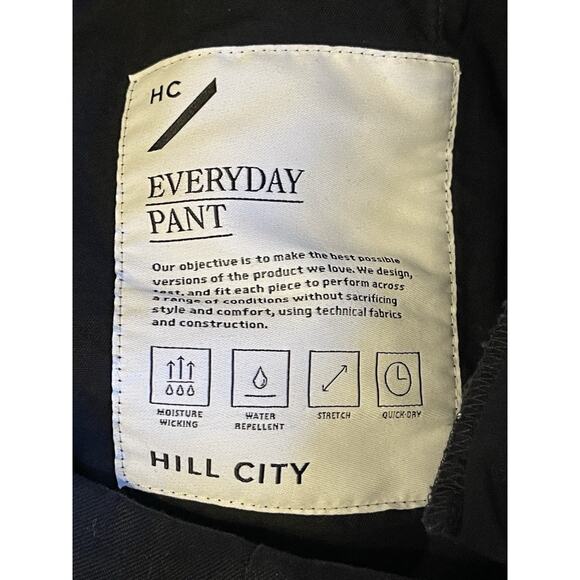 HC
EVERYDAY
PANT
Our objective is to make the best possible
versions of the product we love. We design,
test, and fit each piece to perform across
a range of conditions without sacrificing
style and comfort, using technical fabrics
and construction.
MOISTURE WICKING
WATER REPELLENT
STRETCH
QUICK-DRY
HILL CITY